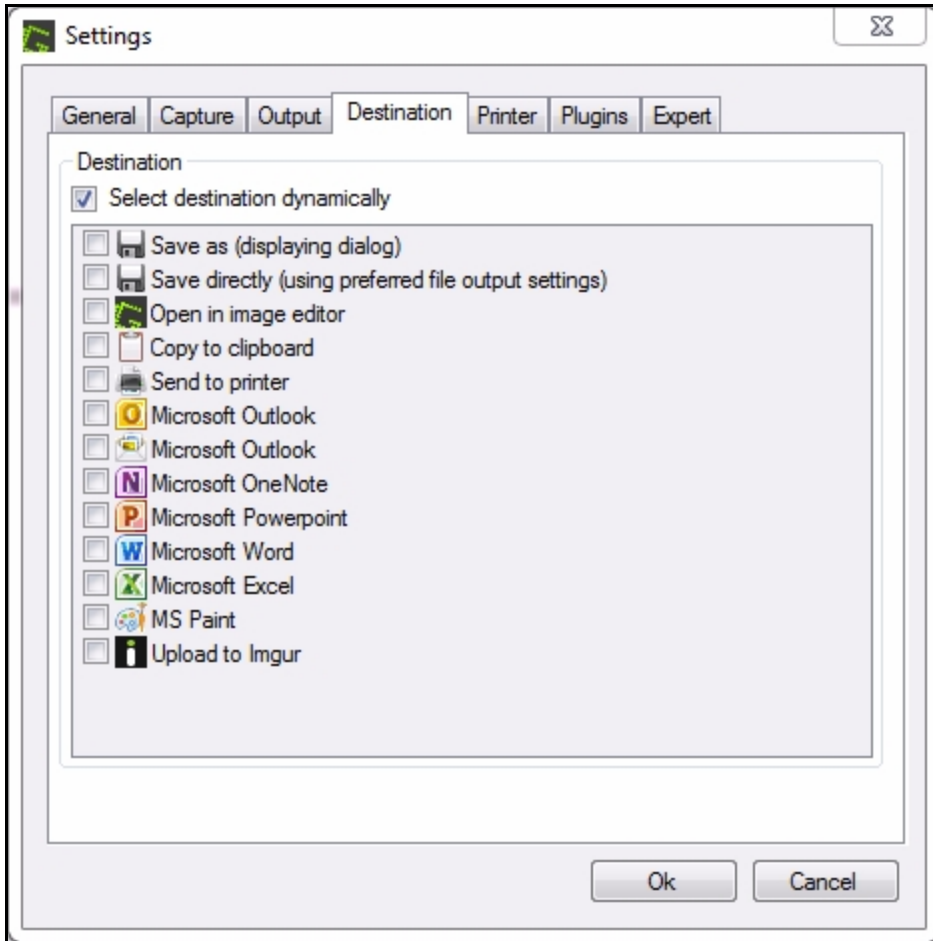 Settings
General Capture Output Destination Printer Plugins Expert
Destination
Select destination dynamically
Save as (displaying dialog)
Save directly (using preferred file output settings)
Open in image editor
Copy to clipboard
Send to printer
Microsoft Outlook
Microsoft Outlook
Microsoft OneNote
Microsoft Powerpoint
Microsoft Word
Microsoft Excel
MS Paint
Upload to Imgur
Ok Cancel